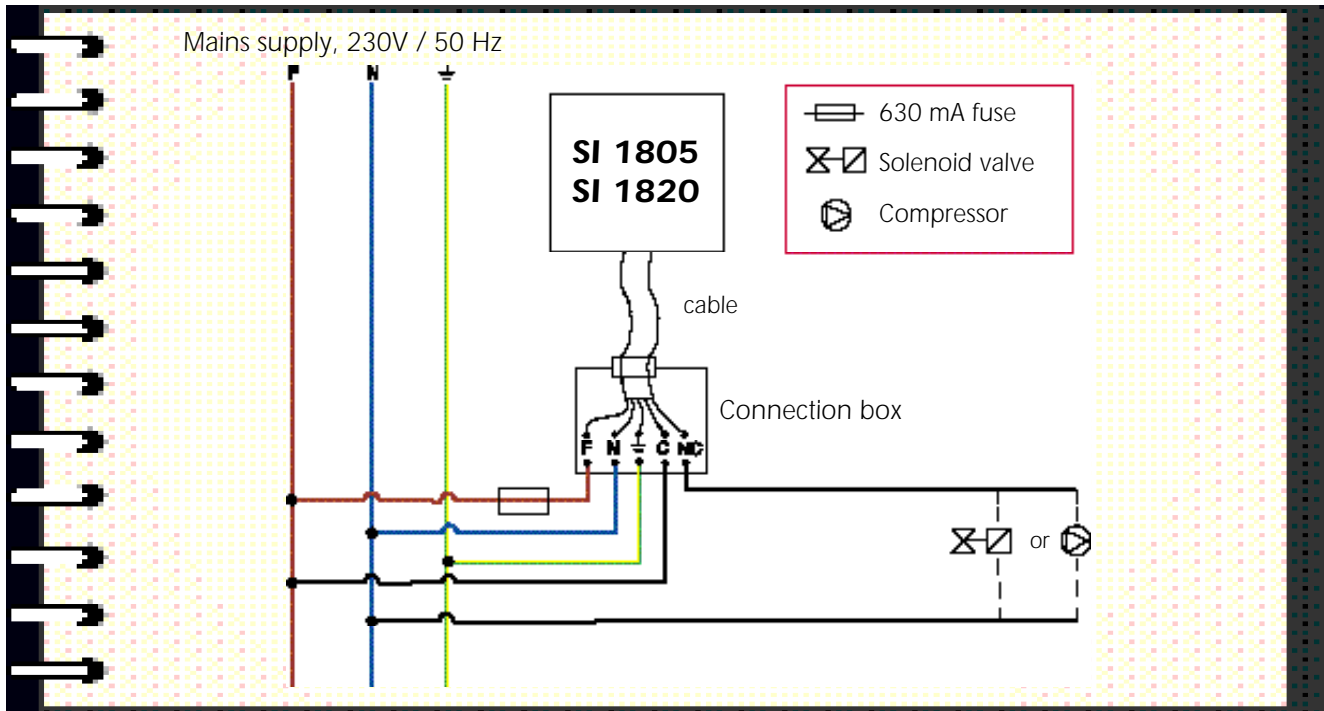 Mains supply, 230V / 50 Hz
P N
SI 1805
SI 1820
630 mA fuse
Solenoid valve
Compressor
cable
Connection box
F N C NC
or